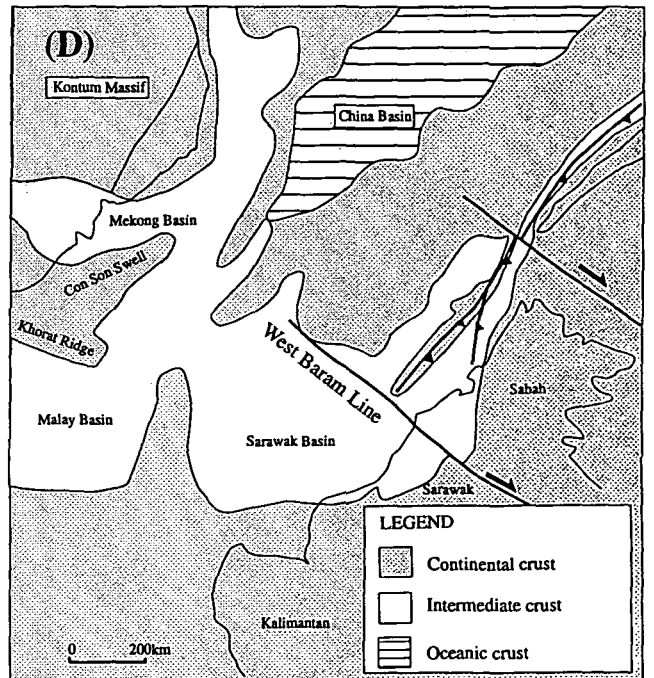 (D)
Kontum Massif
China Basin
Mekong Basin
Con Son Swell
Khorat Ridge
West Baram Line
Sabah
Malay Basin
Sarawak Basin
Sarawak
LEGEND
Continental crust
Intermediate crust
Oceanic crust
Kalimantan
0 200km